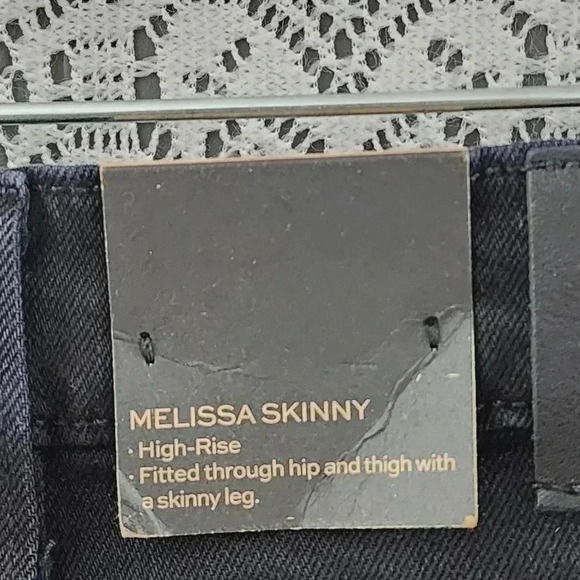 MELISSA SKINNY
· High-Rise
· Fitted through hip and thigh with
a skinny leg.